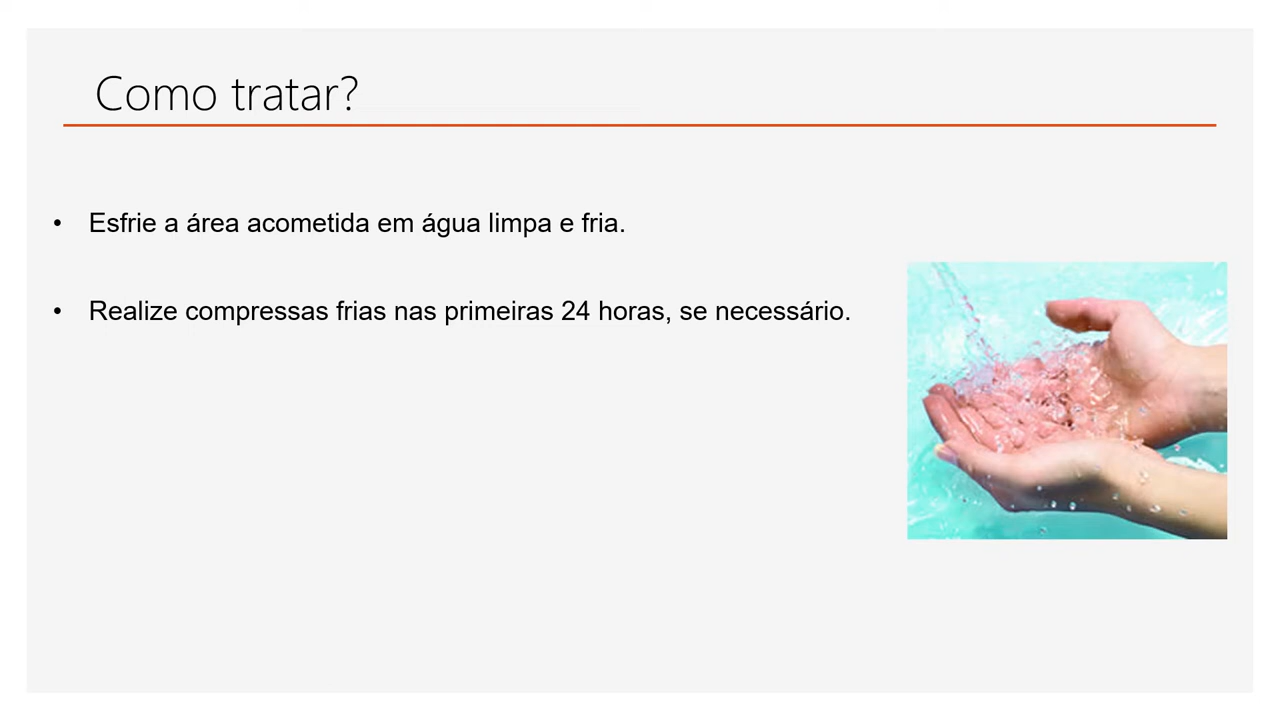 Como tratar?
• Esfrie a área acometida em água limpa e fria.
• Realize compressas frias nas primeiras 24 horas, se necessário.